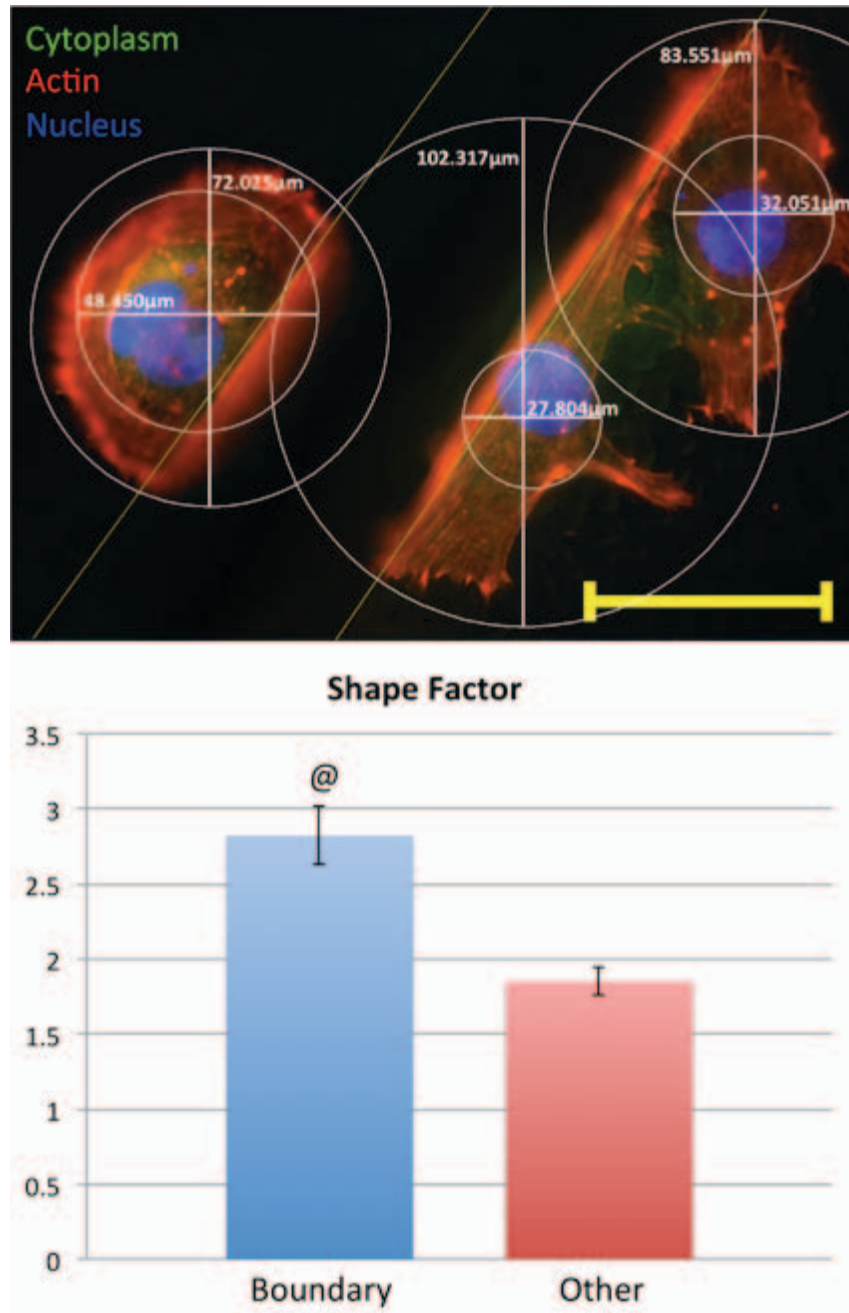 Cytoplasm
Actin
Nucleus
83.551μm
102.317μm
72.025μm
32.051μm
48.450μm
27.804μm
Shape Factor
3.5
@
3
2.5
2
1.5
1
0.5
0
Boundary Other